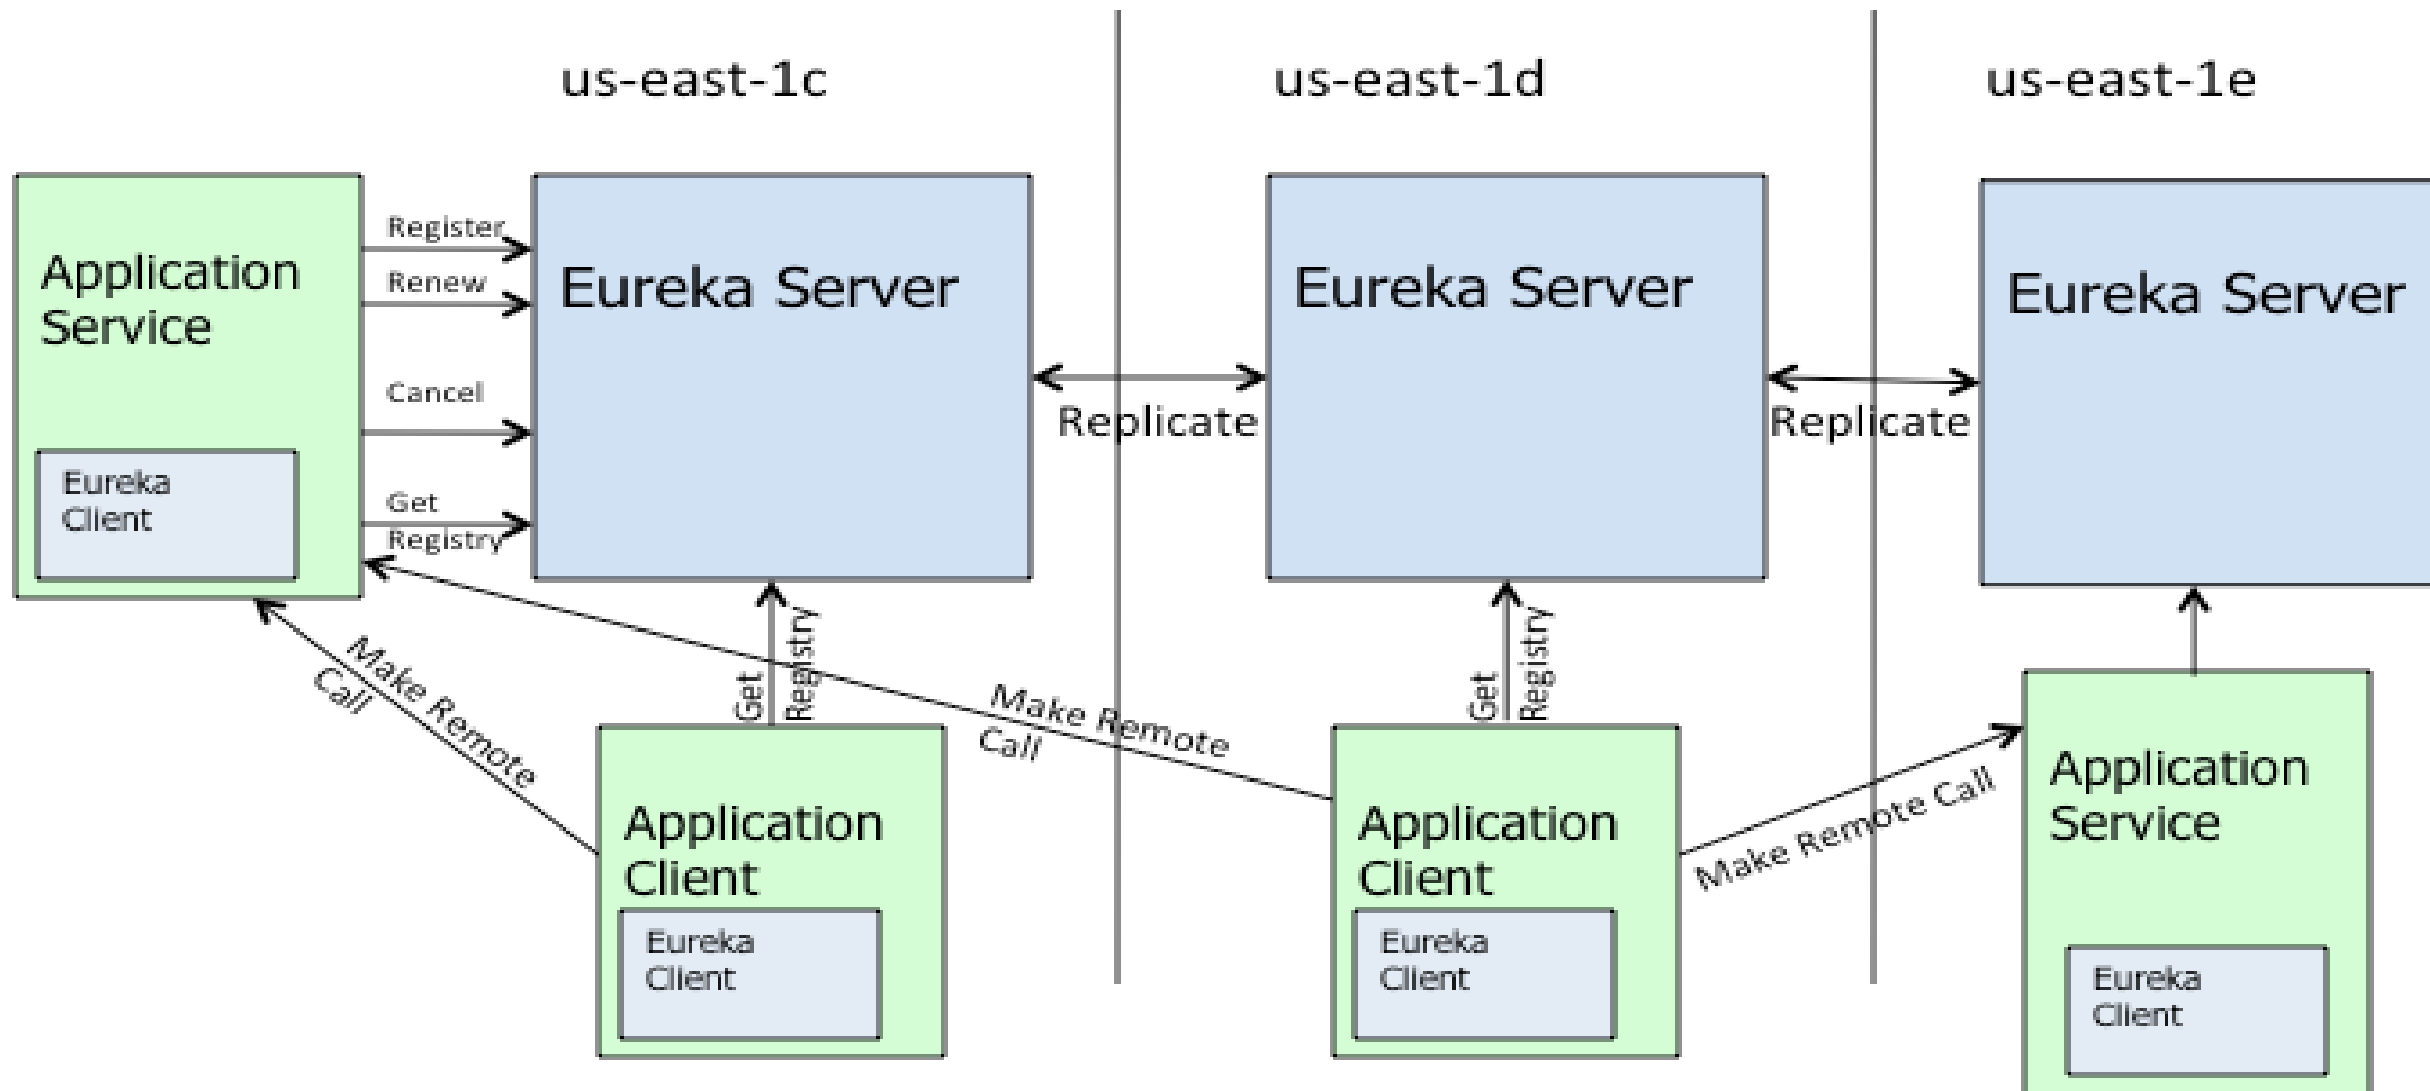 us-east-1c
us-east-1d
us-east-1e
Application
Service
Eureka
Client
Register
Renew
Cancel
Get
Registry
Eureka Server
Replicate
Eureka Server
Replicate
Eureka Server
Make Remote
Call
Get
Registry
Make Remote
Call
Get
Registry
Make Remote Call
Application
Client
Eureka
Client
Application
Client
Eureka
Client
Application
Service
Eureka
Client